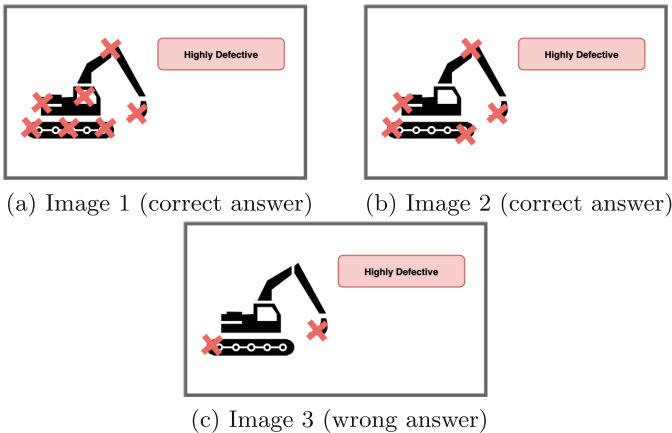 Highly Defective
Highly Defective
(a) Image 1 (correct answer)
(b) Image 2 (correct answer)
Highly Defective
(c) Image 3 (wrong answer)